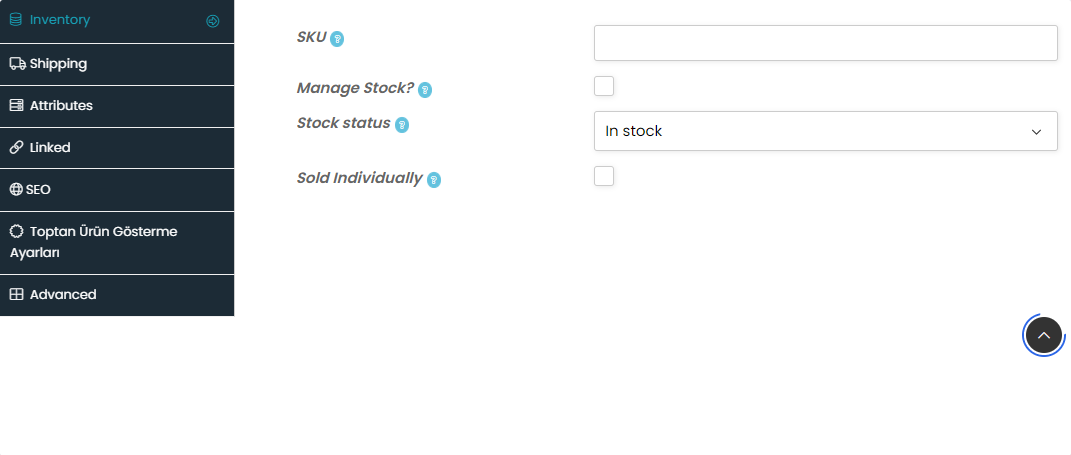 Inventory
Shipping
Attributes
Linked
SEO
Toptan Ürün Gösterme
Ayarları
Advanced
SKU ?
Manage Stock? ?
Stock status ?
In stock
Sold Individually ?